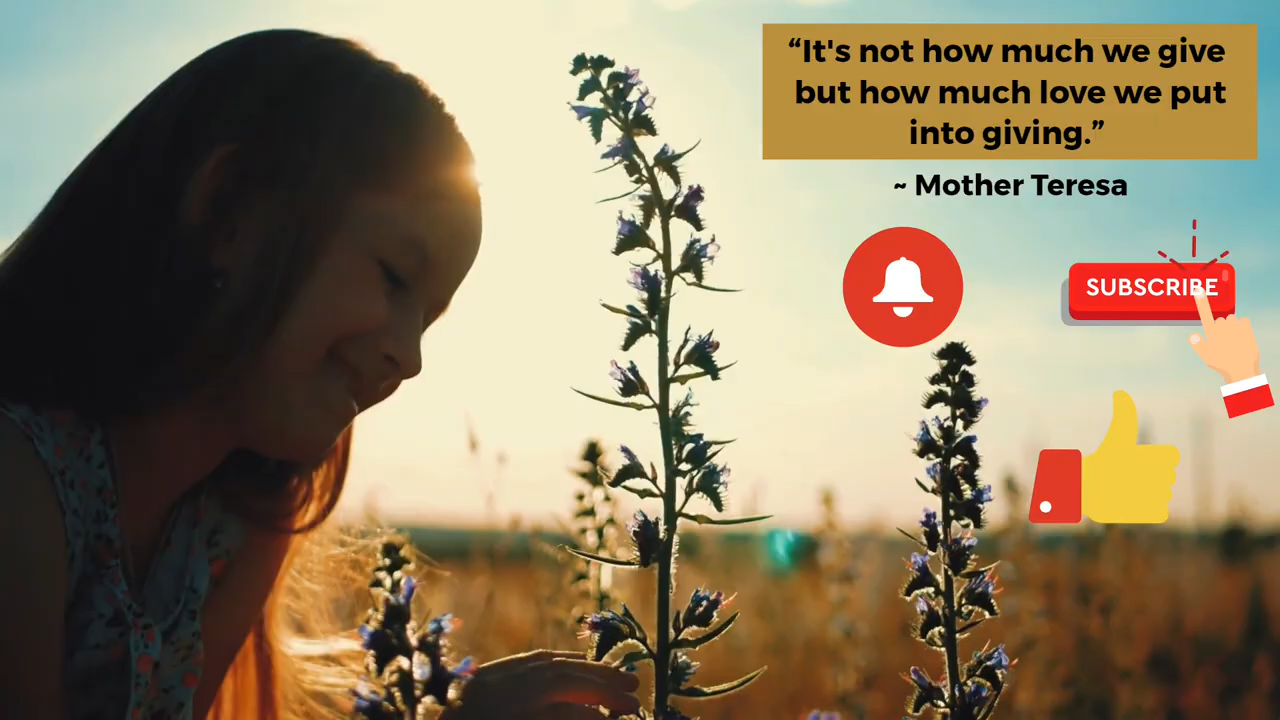 “It's not how much we give
but how much love we put
into giving.”
~ Mother Teresa
SUBSCRIBE